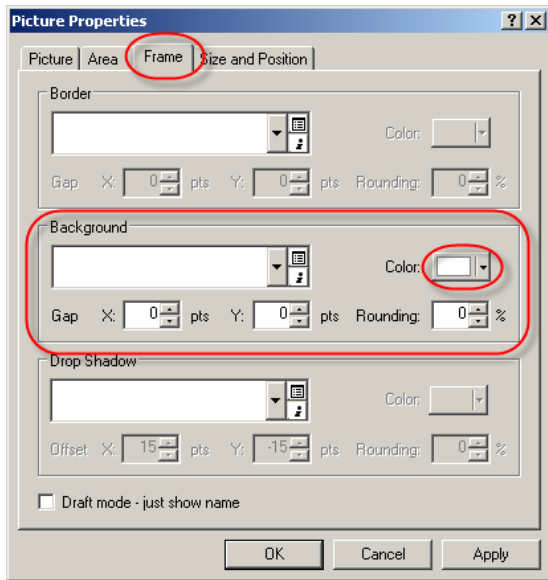 Picture Properties
Picture Area Frame Size and Position
Border
Color:
Gap X: 0 pts Y: 0 pts Rounding: 0 %
Background
Color:
Gap X: 0 pts Y: 0 pts Rounding: 0 %
Drop Shadow
Color:
Offset X: 15 pts Y: -15 pts Rounding: 0 %
Draft mode - just show name
OK Cancel Apply